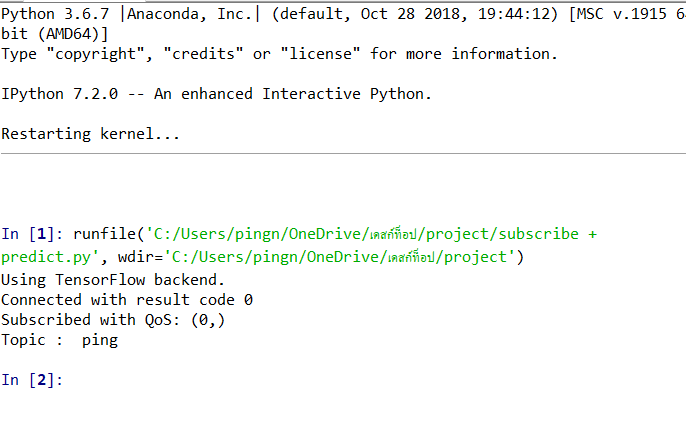 Python 3.6.7 |Anaconda, Inc.| (default, Oct 28 2018, 19:44:12) [MSC v.1915 6
bit (AMD64)]
Type "copyright", "credits" or "license" for more information.
IPython 7.2.0 -- An enhanced Interactive Python.
Restarting kernel...
In [1]: runfile('C:/Users/pingn/OneDrive/เดสก์ท็อป/project/subscribe +
predict.py', wdir='C:/Users/pingn/OneDrive/เดสก์ท็อป/project')
Using TensorFlow backend.
Connected with result code 0
Subscribed with QoS: (0,)
Topic :  ping
In [2]: